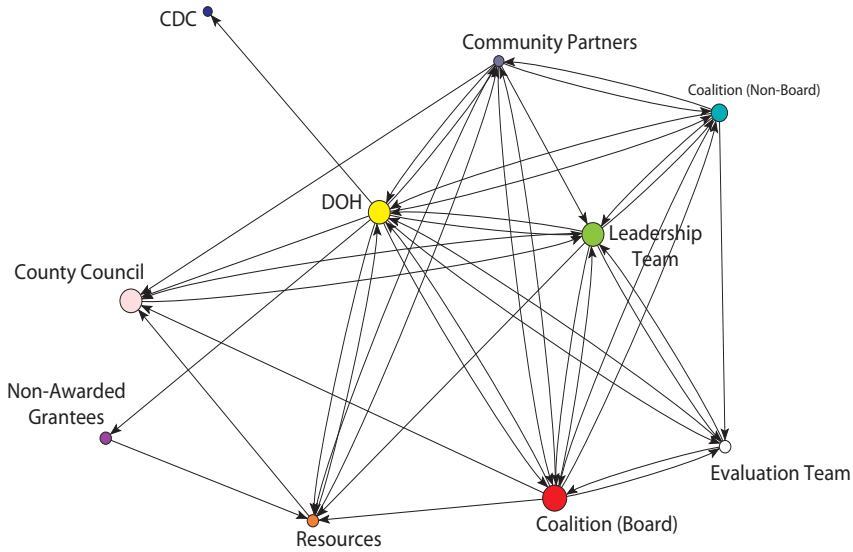 CDC
Community Partners
Coalition (Non-Board)
DOH
Leadership
Team
County Council
Non-Awarded
Grantees
Evaluation Team
Coalition (Board)
Resources